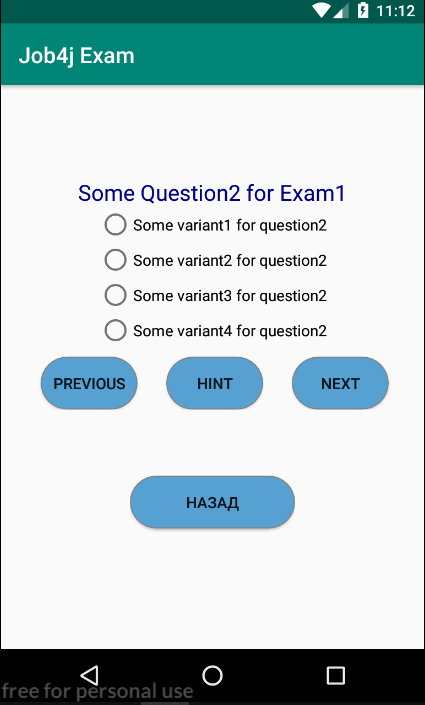 11:12
Job4j Exam
Some Question2 for Exam1
Some variant1 for question2
Some variant2 for question2
Some variant3 for question2
Some variant4 for question2
PREVIOUS HINT NEXT
НАЗАД
free for personal use